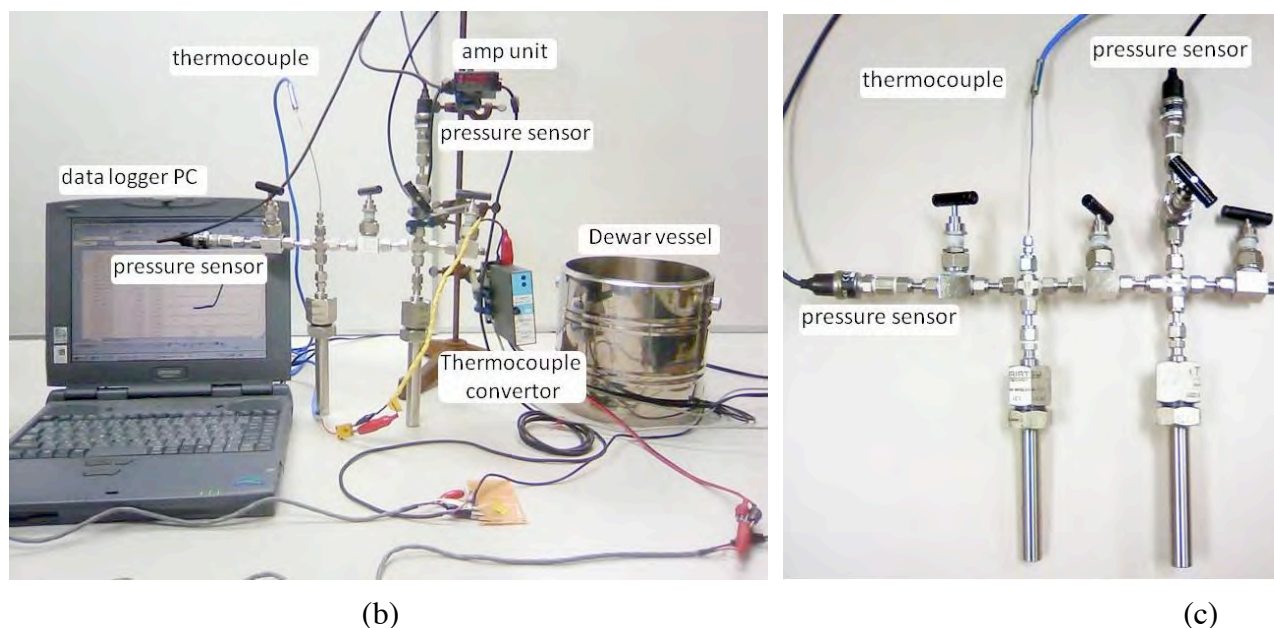 thermocouple
amp unit
pressure sensor
data logger PC
pressure sensor
Dewar vessel
Thermocouple
convertor
(b)
thermocouple
pressure sensor
pressure sensor
(c)